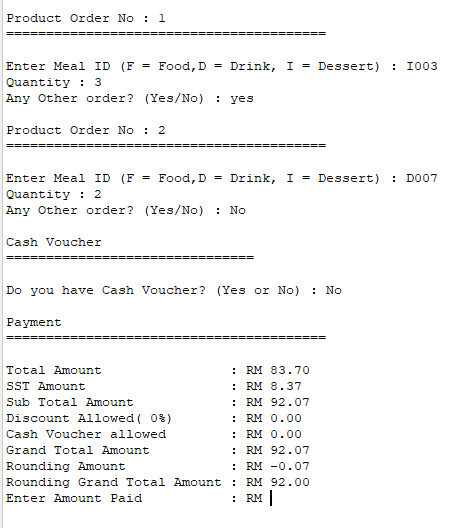 Product Order No : 1
========================================
Enter Meal ID (F = Food,D = Drink, I = Dessert) : I003
Quantity : 3
Any Other order? (Yes/No) : yes
Product Order No : 2
========================================
Enter Meal ID (F = Food,D = Drink, I = Dessert) : D007
Quantity : 2
Any Other order? (Yes/No) : No
Cash Voucher
===============================
Do you have Cash Voucher? (Yes or No) : No
Payment
========================================
Total Amount : RM 83.70
SST Amount : RM 8.37
Sub Total Amount : RM 92.07
Discount Allowed( 0%) : RM 0.00
Cash Voucher allowed : RM 0.00
Grand Total Amount : RM 92.07
Rounding Amount : RM -0.07
Rounding Grand Total Amount : RM 92.00
Enter Amount Paid : RM